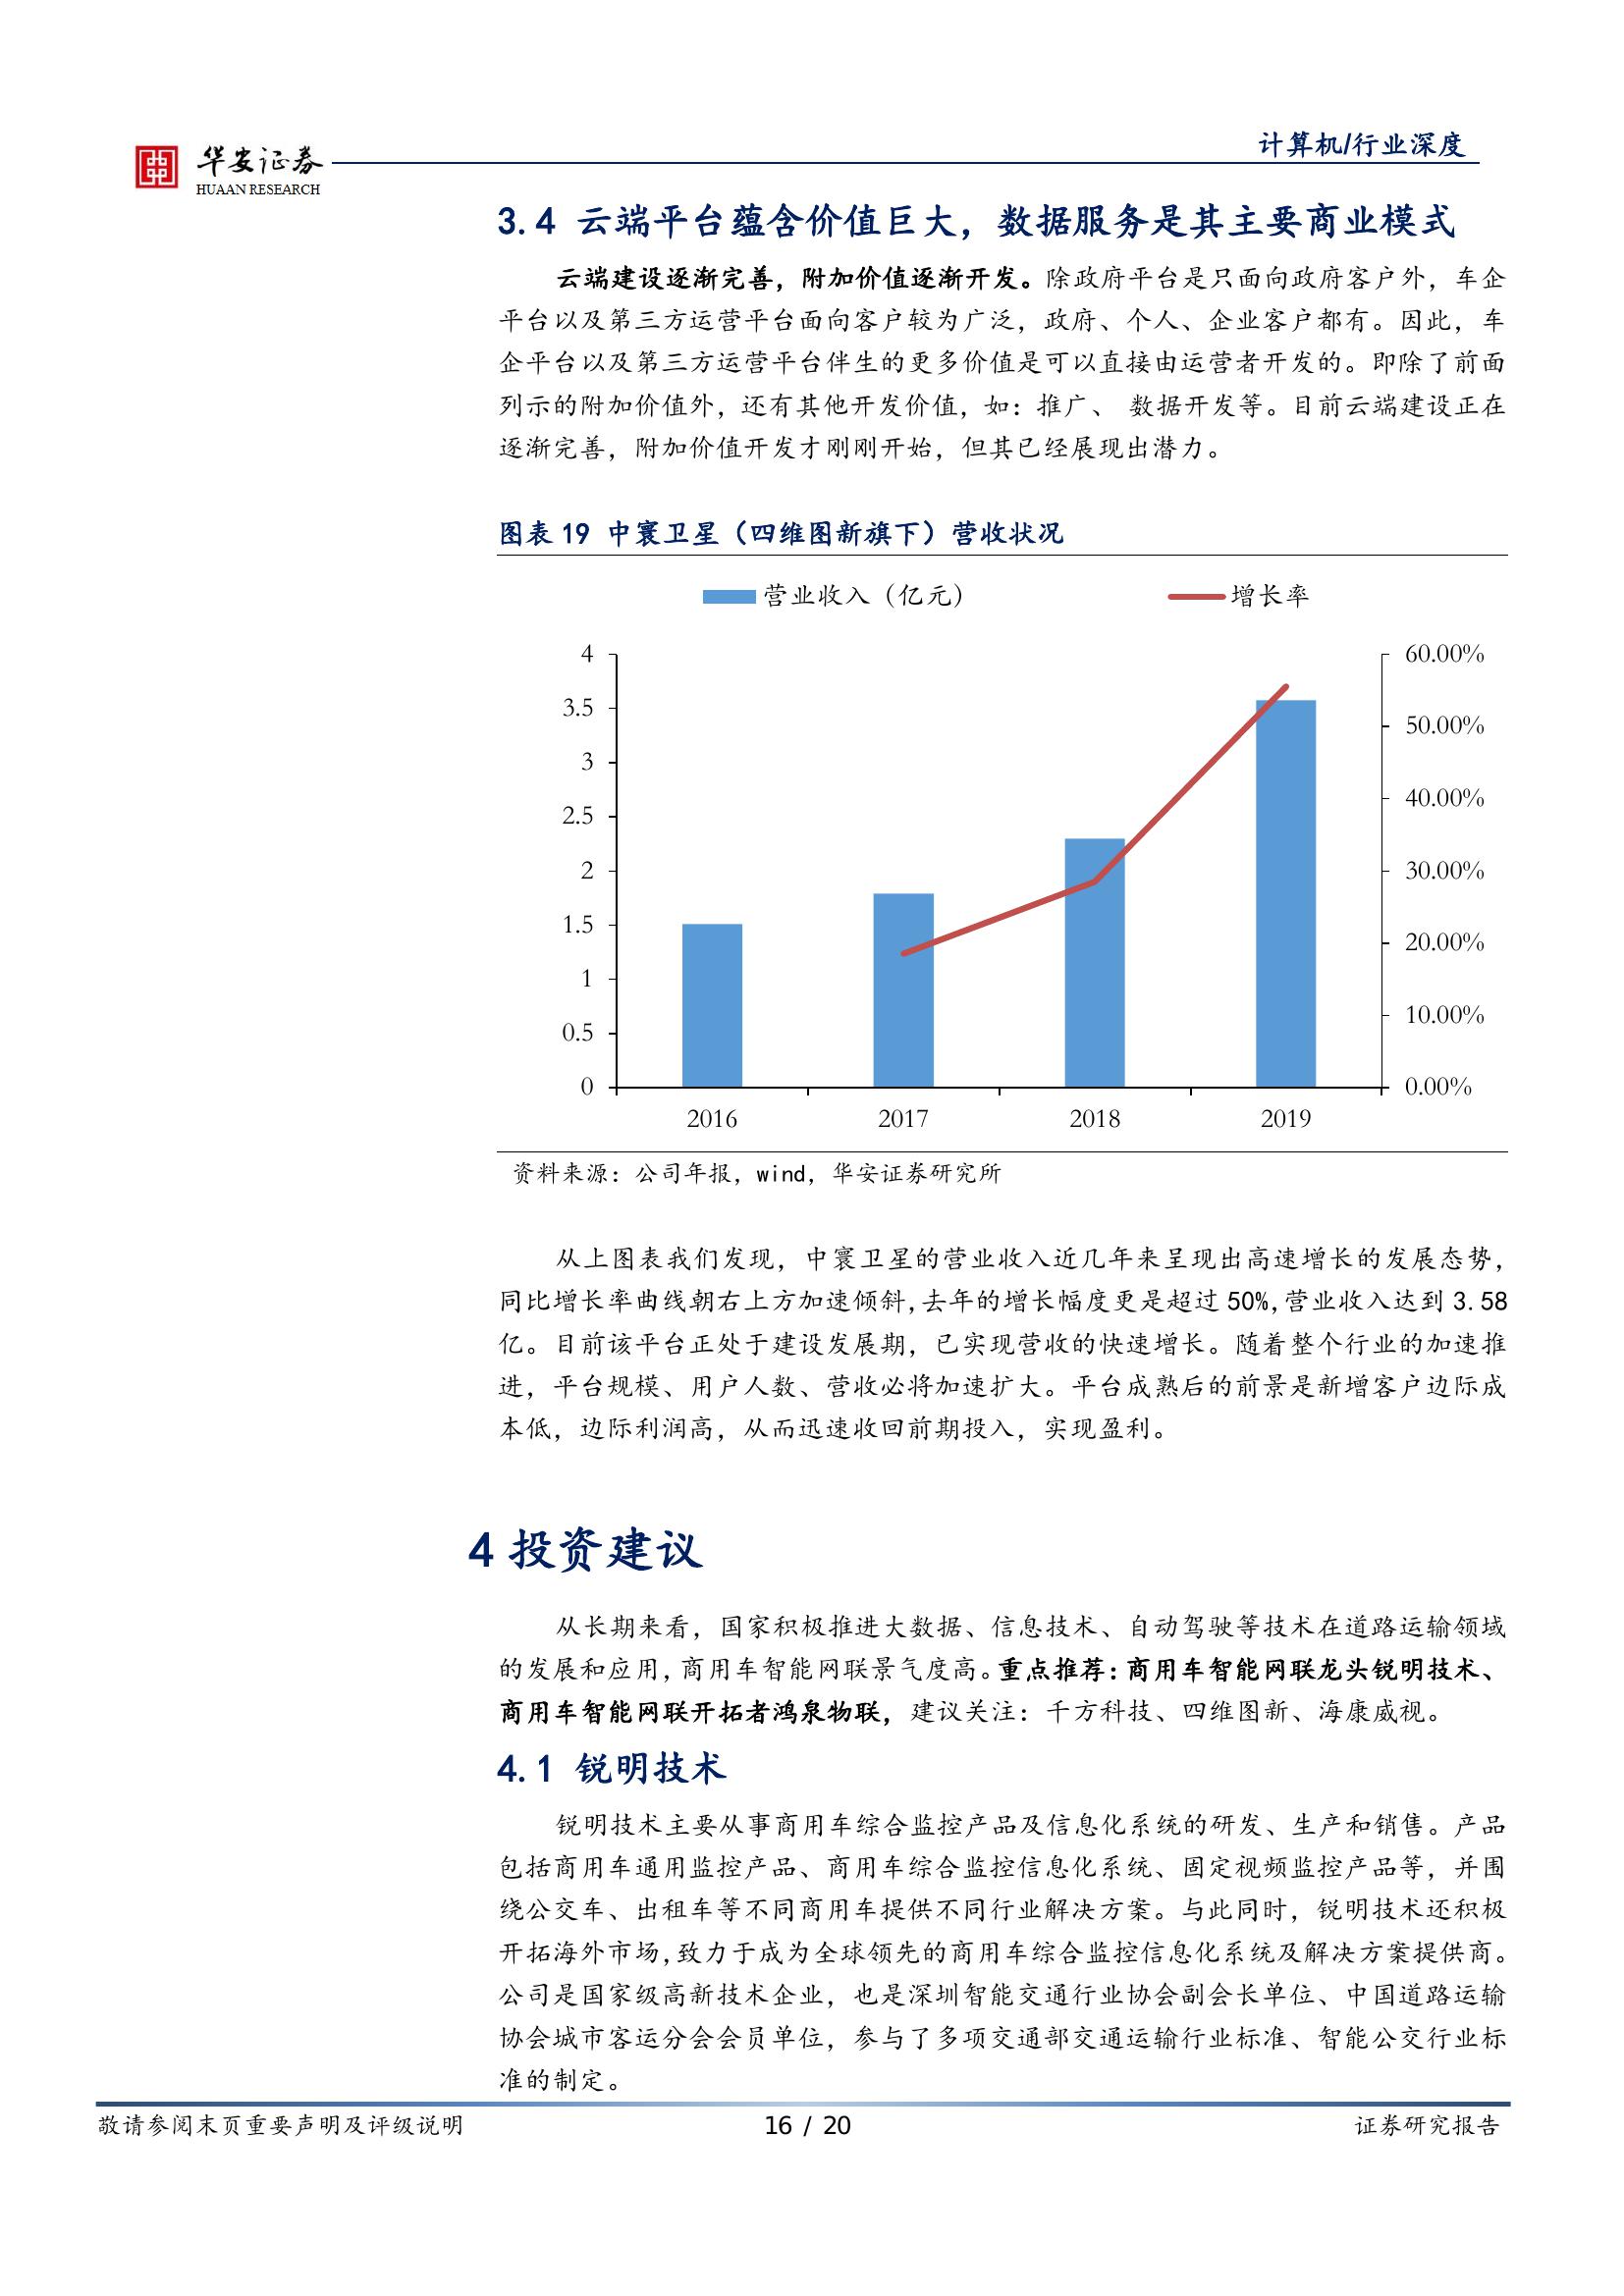 华安证券
HUAAN RESEARCH
计算机/行业深度
3.4 云端平台蕴含价值巨大，数据服务是其主要商业模式
云端建设逐渐完善，附加价值逐渐开发。除政府平台是只面向政府客户外，车企
平台以及第三方运营平台面向客户较为广泛，政府、个人、企业客户都有。因此，车
企平台以及第三方运营平台伴生的更多价值是可以直接由运营者开发的。即除了前面
列示的附加价值外，还有其他开发价值，如：推广、 数据开发等。目前云端建设正在
逐渐完善，附加价值开发才刚刚开始，但其已经展现出潜力。
图表 19 中寰卫星（四维图新旗下）营收状况
营业收入（亿元） 增长率
4 60.00%
3.5 50.00%
3 40.00%
2.5
2 30.00%
1.5 20.00%
1
0.5 10.00%
0 0.00%
2016 2017 2018 2019
资料来源：公司年报，wind，华安证券研究所
从上图表我们发现，中寰卫星的营业收入近几年来呈现出高速增长的发展态势，
同比增长率曲线朝右上方加速倾斜，去年的增长幅度更是超过 50%，营业收入达到 3.58
亿。目前该平台正处于建设发展期，已实现营收的快速增长。随着整个行业的加速推
进，平台规模、用户人数、营收必将加速扩大。平台成熟后的前景是新增客户边际成
本低，边际利润高，从而迅速收回前期投入，实现盈利。
4 投资建议
从长期来看，国家积极推进大数据、信息技术、自动驾驶等技术在道路运输领域
的发展和应用，商用车智能网联景气度高。重点推荐：商用车智能网联龙头锐明技术、
商用车智能网联开拓者鸿泉物联，建议关注：千方科技、四维图新、海康威视。
4.1 锐明技术
锐明技术主要从事商用车综合监控产品及信息化系统的研发、生产和销售。产品
包括商用车通用监控产品、商用车综合监控信息化系统、固定视频监控产品等，并围
绕公交车、出租车等不同商用车提供不同行业解决方案。与此同时，锐明技术还积极
开拓海外市场，致力于成为全球领先的商用车综合监控信息化系统及解决方案提供商。
公司是国家级高新技术企业，也是深圳智能交通行业协会副会长单位、中国道路运输
协会城市客运分会会员单位，参与了多项交通部交通运输行业标准、智能公交行业标
准的制定。
敬请参阅末页重要声明及评级说明 16 / 20 证券研究报告